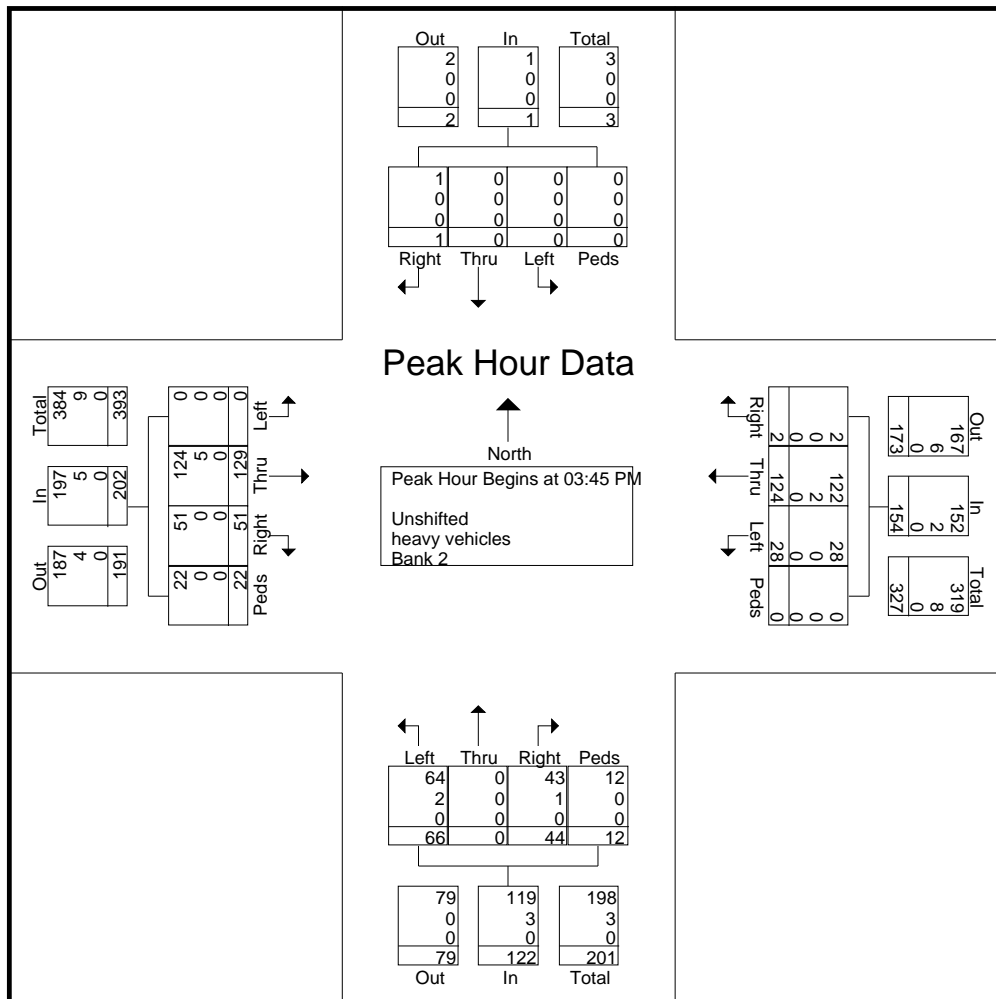 Out In Total
2 1 3
0 0 0
0 0 0
2 1 3
1 0 0 0
0 0 0 0
0 0 0 0
1 0 0 0
Right Thru Left Peds
Peak Hour Data
North
Peak Hour Begins at 03:45 PM
Unshifted
heavy vehicles
Bank 2
Total In Out
384 197 187
9 5 4
0 0 0
393 202 191
0 124 51 22
0 5 0 0
0 0 0 0
0 129 51 22
Left Thru Right Peds
Right Thru Left Peds
2 124 28 0
0 0 0 0
0 2 0 0
2 122 28 0
173 154 327
0 0 0
6 2 8
167 152 319
Out In Total
Left Thru Right Peds
64 0 43 12
2 0 1 0
0 0 0 0
66 0 44 12
79 119 198
0 3 3
0 0 0
79 122 201
Out In Total